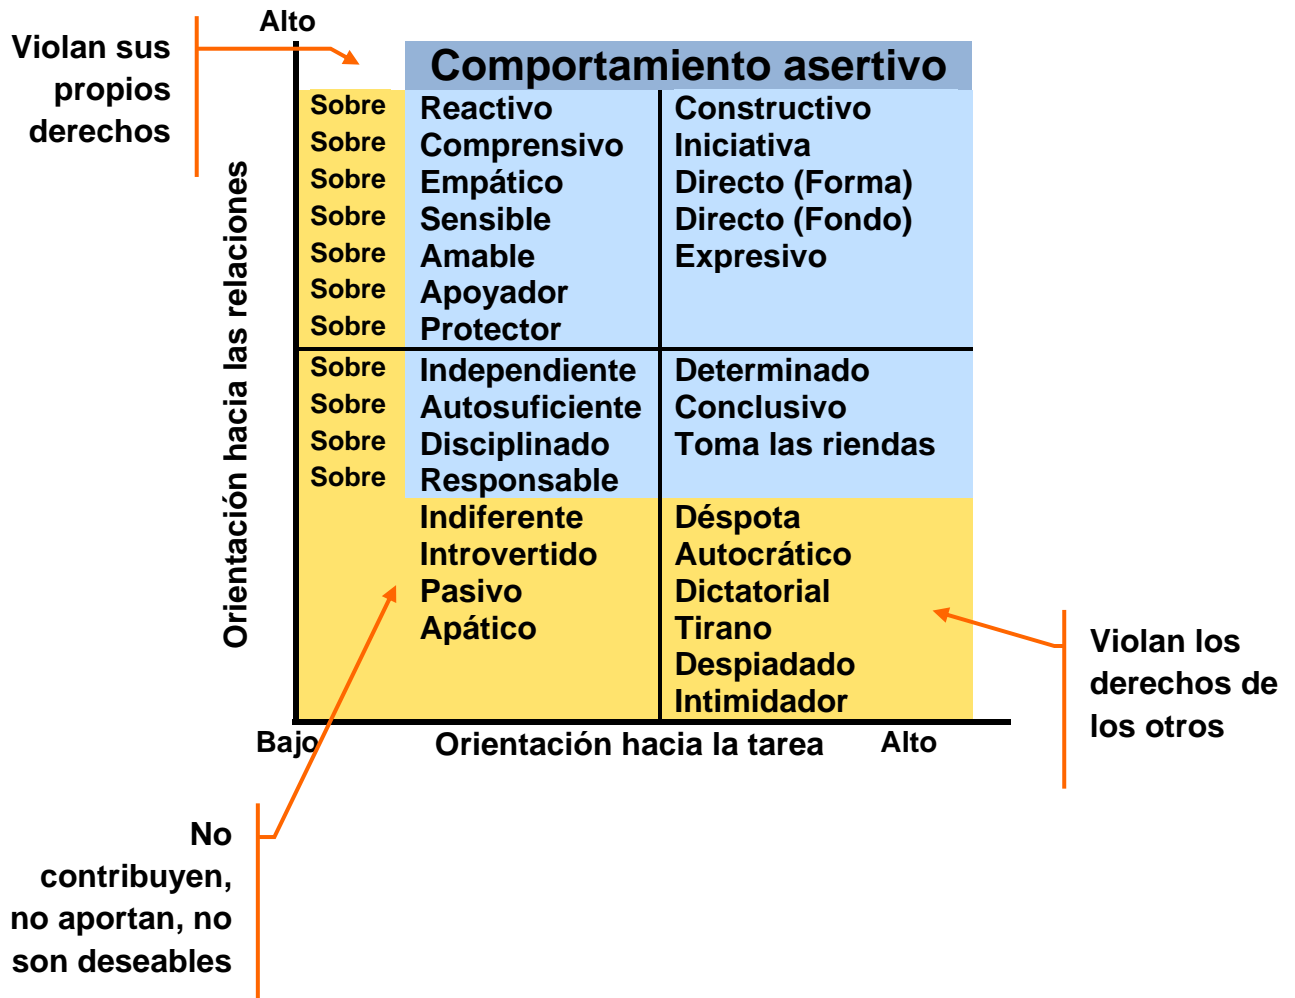 Alto
Violan sus
propios
derechos
Comportamiento asertivo
Sobre Reactivo Constructivo
Sobre Comprensivo Iniciativa
Sobre Empático Directo (Forma)
Sobre Sensible Directo (Fondo)
Sobre Amable Expresivo
Sobre Apoyador
Sobre Protector
Sobre Independiente Determinado
Sobre Autosuficiente Conclusivo
Sobre Disciplinado Toma las riendas
Sobre Responsable
Indiferente Déspota
Introvertido Autocrático
Pasivo Dictatorial
Apático Tirano
Despiadado
Intimidador
Orientación hacia las relaciones
Violan los
derechos de
los otros
Bajo Orientación hacia la tarea Alto
No
contribuyen,
no aportan, no
son deseables